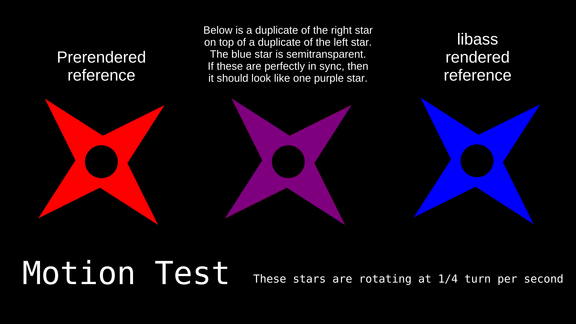 Prerendered
reference
Below is a duplicate of the right star
on top of a duplicate of the left star.
The blue star is semitransparent.
If these are perfectly in sync, then
it should look like one purple star.
libass
rendered
reference
Motion Test
These stars are rotating at 1/4 turn per second